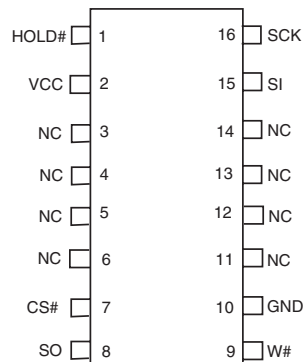 HOLD# 1 16 SCK
VCC 2 15 SI
NC 3 14 NC
NC 4 13 NC
NC 5 12 NC
NC 6 11 NC
CS# 7 10 GND
SO 8 9 W#